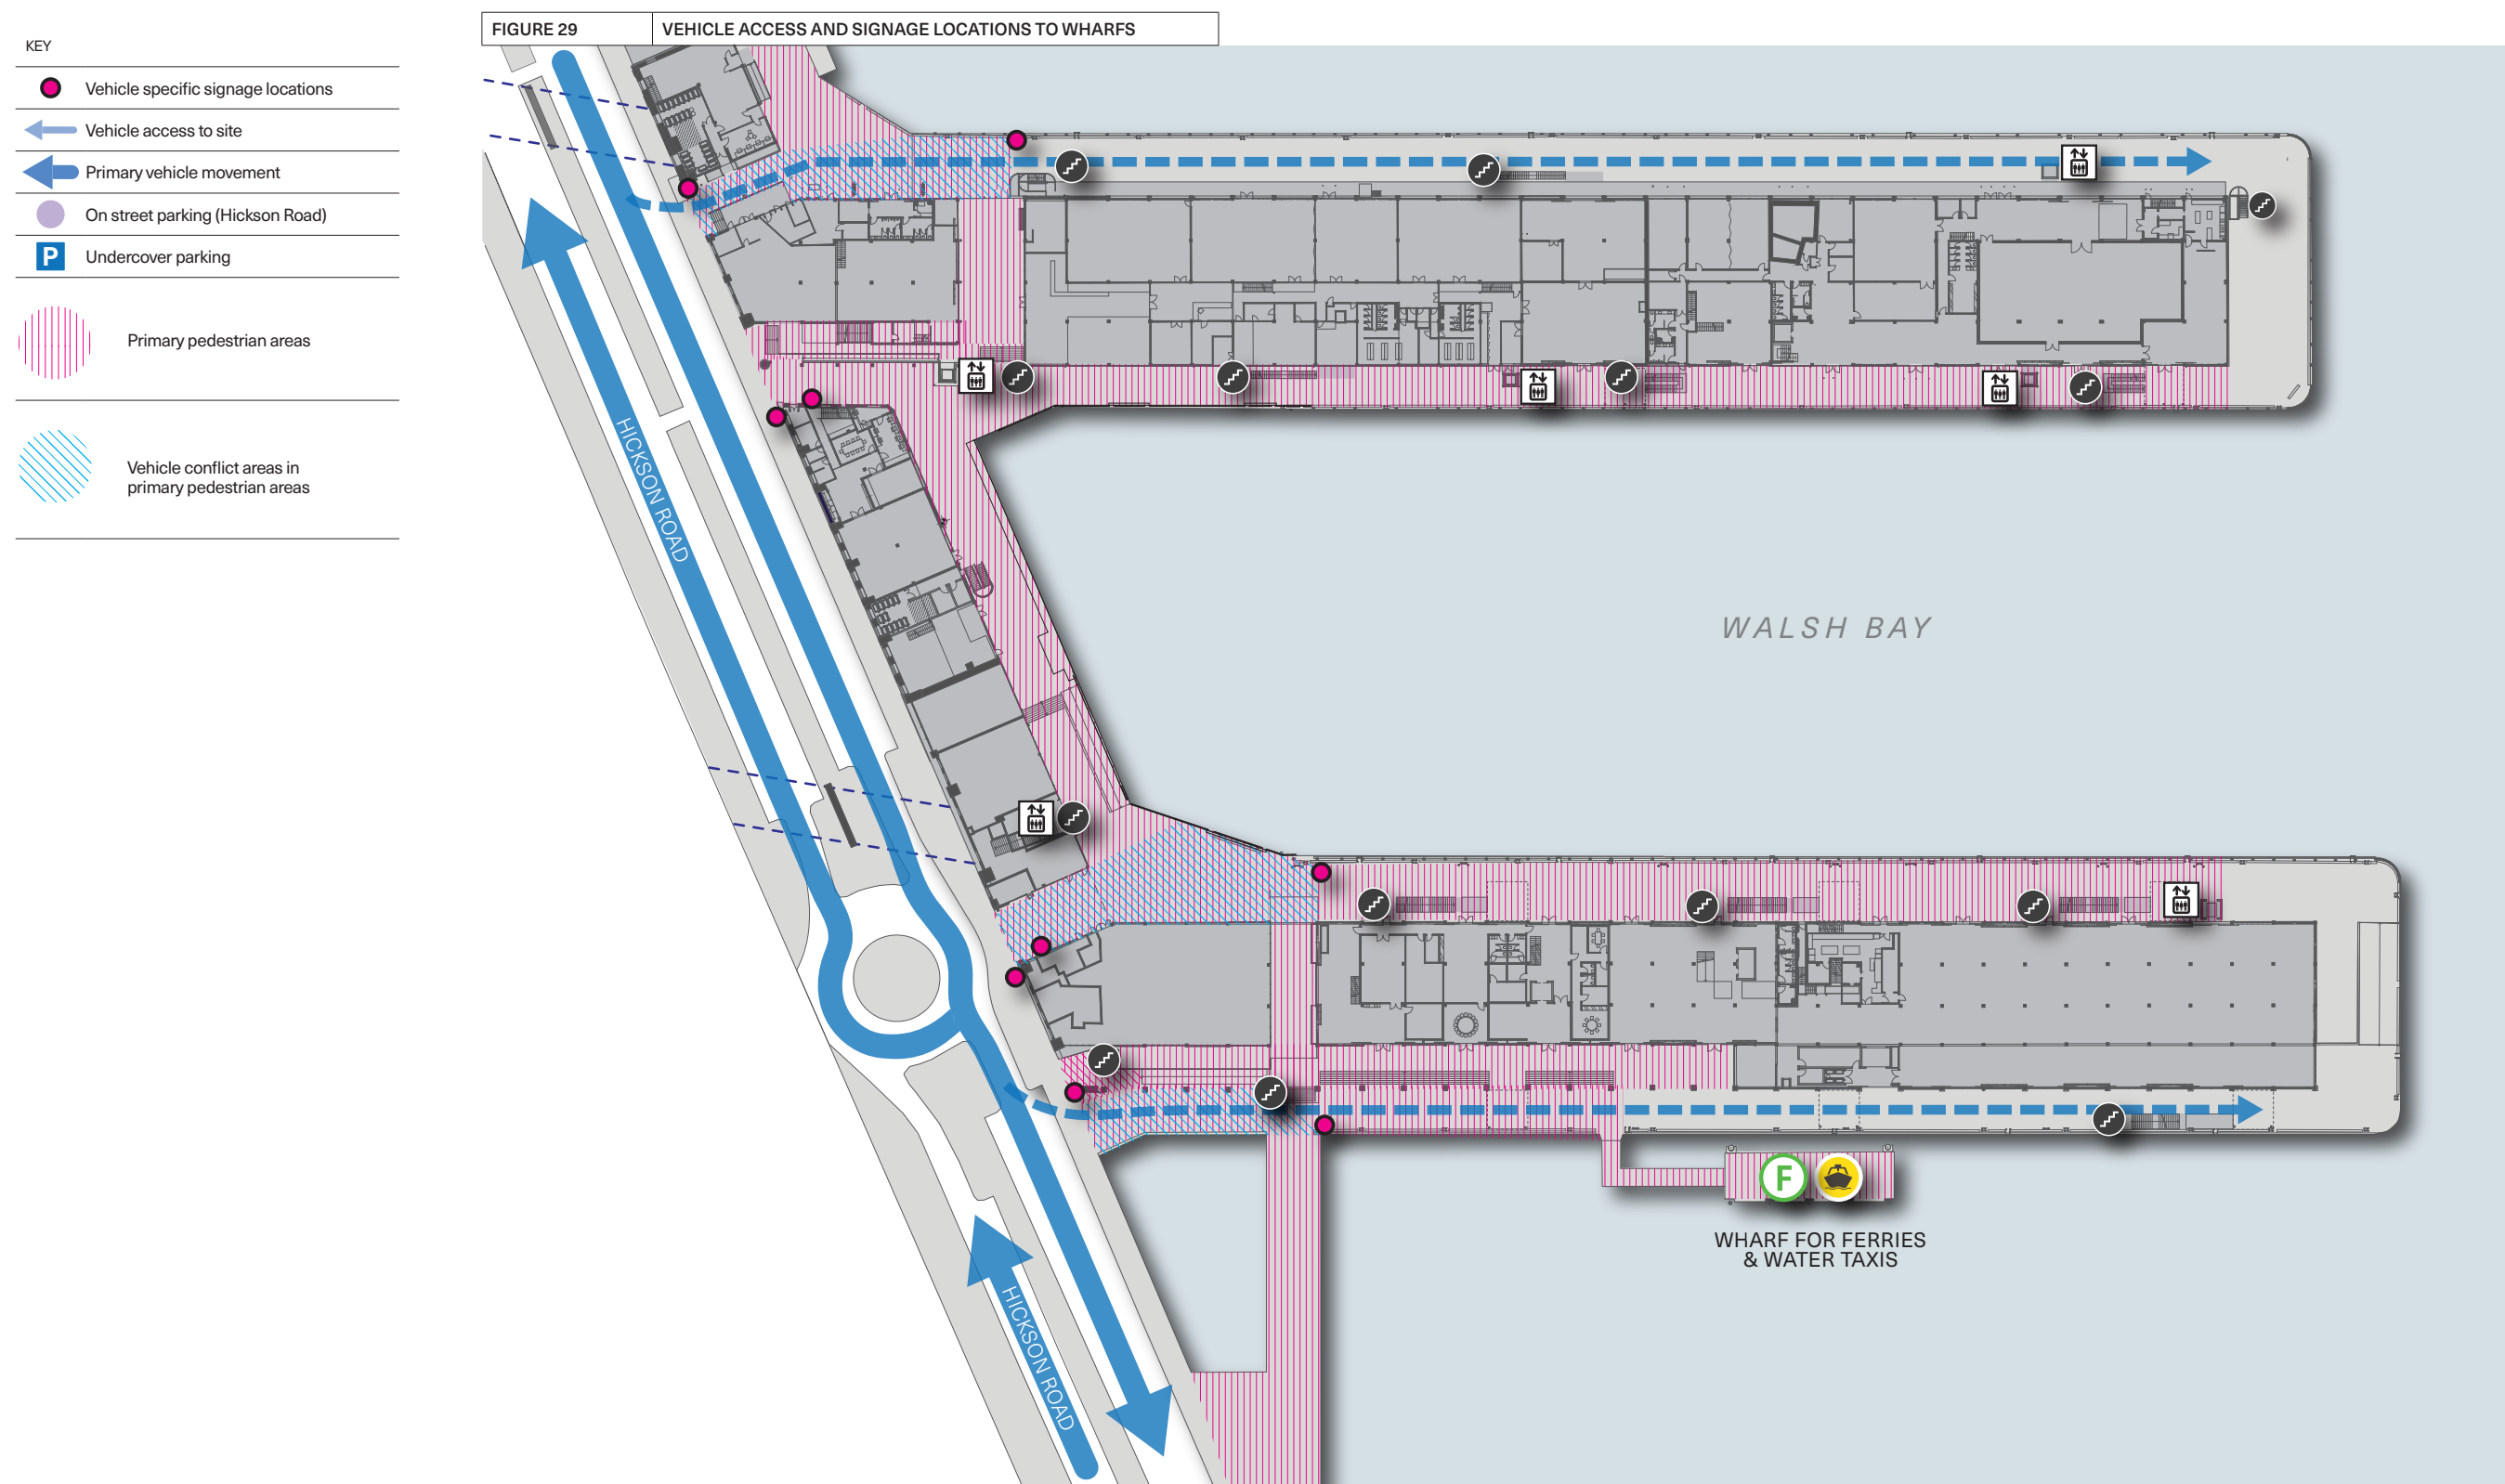 FIGURE 29
VEHICLE ACCESS AND SIGNAGE LOCATIONS TO WHARFS
KEY
Vehicle specific signage locations
Vehicle access to site
Primary vehicle movement
On street parking (Hickson Road)
P
Undercover parking
Primary pedestrian areas
Vehicle conflict areas in
primary pedestrian areas
HICKSON ROAD
WALSH BAY
F
WHARF FOR FERRIES
& WATER TAXIS
HICKSON ROAD